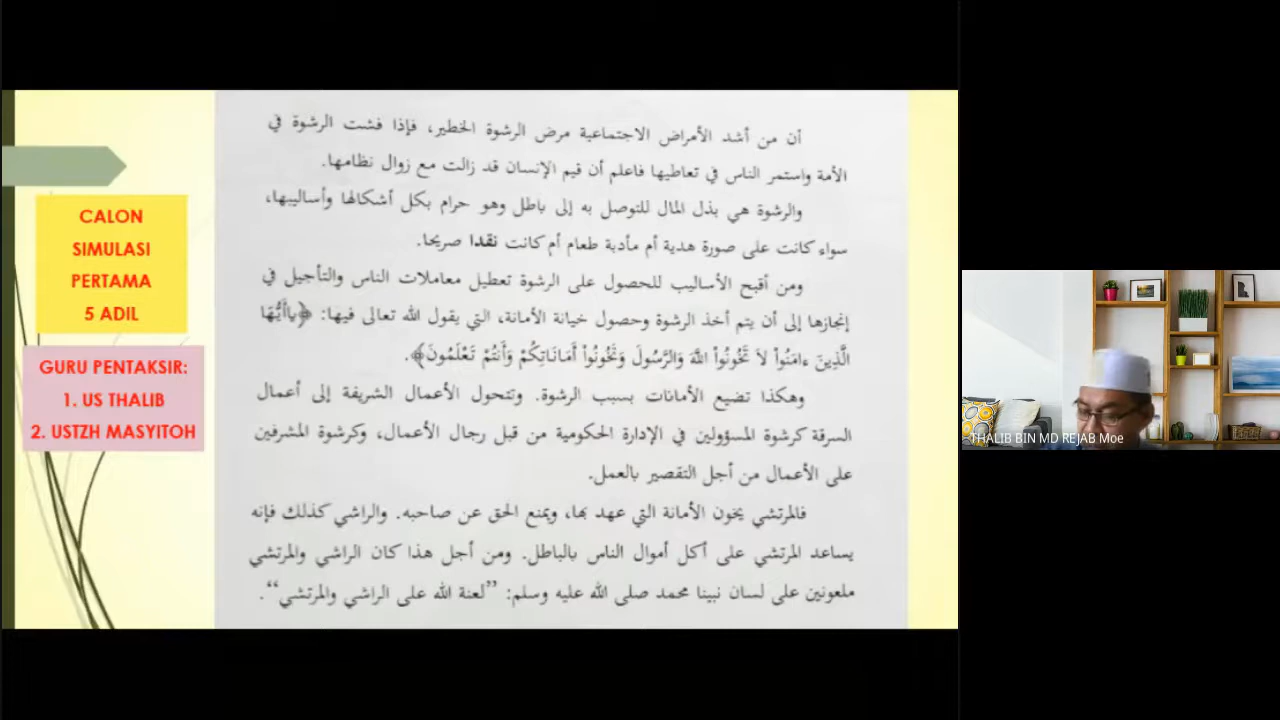 CALON
SIMULASI
PERTAMA
5 ADIL
GURU PENTAKSIR:
1. US THALIB
2. USTZH MASYITOH
أن من أشد الأمراض الاجتماعية مرض الرشوة الخطير، فإذا فشت الرشوة في
الأمة واستمر الناس في تعاطيها فاعلم أن قيم الإنسان قد زالت مع زوال نظامها.
والرشوة هي بذل المال للتوصل به إلى باطل وهو حرام بكل أشكالها وأساليبها،
سواء كانت على صورة هدية أم مأدبة طعام أم كانت نقدا صريحا.
ومن أقبح الأساليب للحصول على الرشوة تعطيل معاملات الناس والتأجيل في
إنجازها إلى أن يتم أخذ الرشوة وحصول خيانة الأمانة، التي يقول الله تعالى فيها: ﴿ياأَيُّهَا
الَّذِينَ ءامَنُواْ لاَ تَخُونُواْ اللَّهَ وَالرَّسُولَ وَتَخُونُواْ أَمَانَاتِكُمْ وَأَنتُمْ تَعْلَمُونَ﴾.
وهكذا تضيع الأمانات بسبب الرشوة. وتتحول الأعمال الشريفة إلى أعمال
السرقة كرشوة المسؤولين في الإدارة الحكومية من قبل رجال الأعمال، وكرشوة المشرفين
على الأعمال من أجل التقصير بالعمل.
فالمرتشي يخون الأمانة التي عهد بها، ويمنع الحق عن صاحبه. والراشي كذلك فإنه
يساعد المرتشي على أكل أموال الناس بالباطل. ومن أجل هذا كان الراشي والمرتشي
ملعونين على لسان نبينا محمد صلى الله عليه وسلم: ”لعنة الله على الراشي والمرتشي“.
THALIB BIN MD REJAB Moe